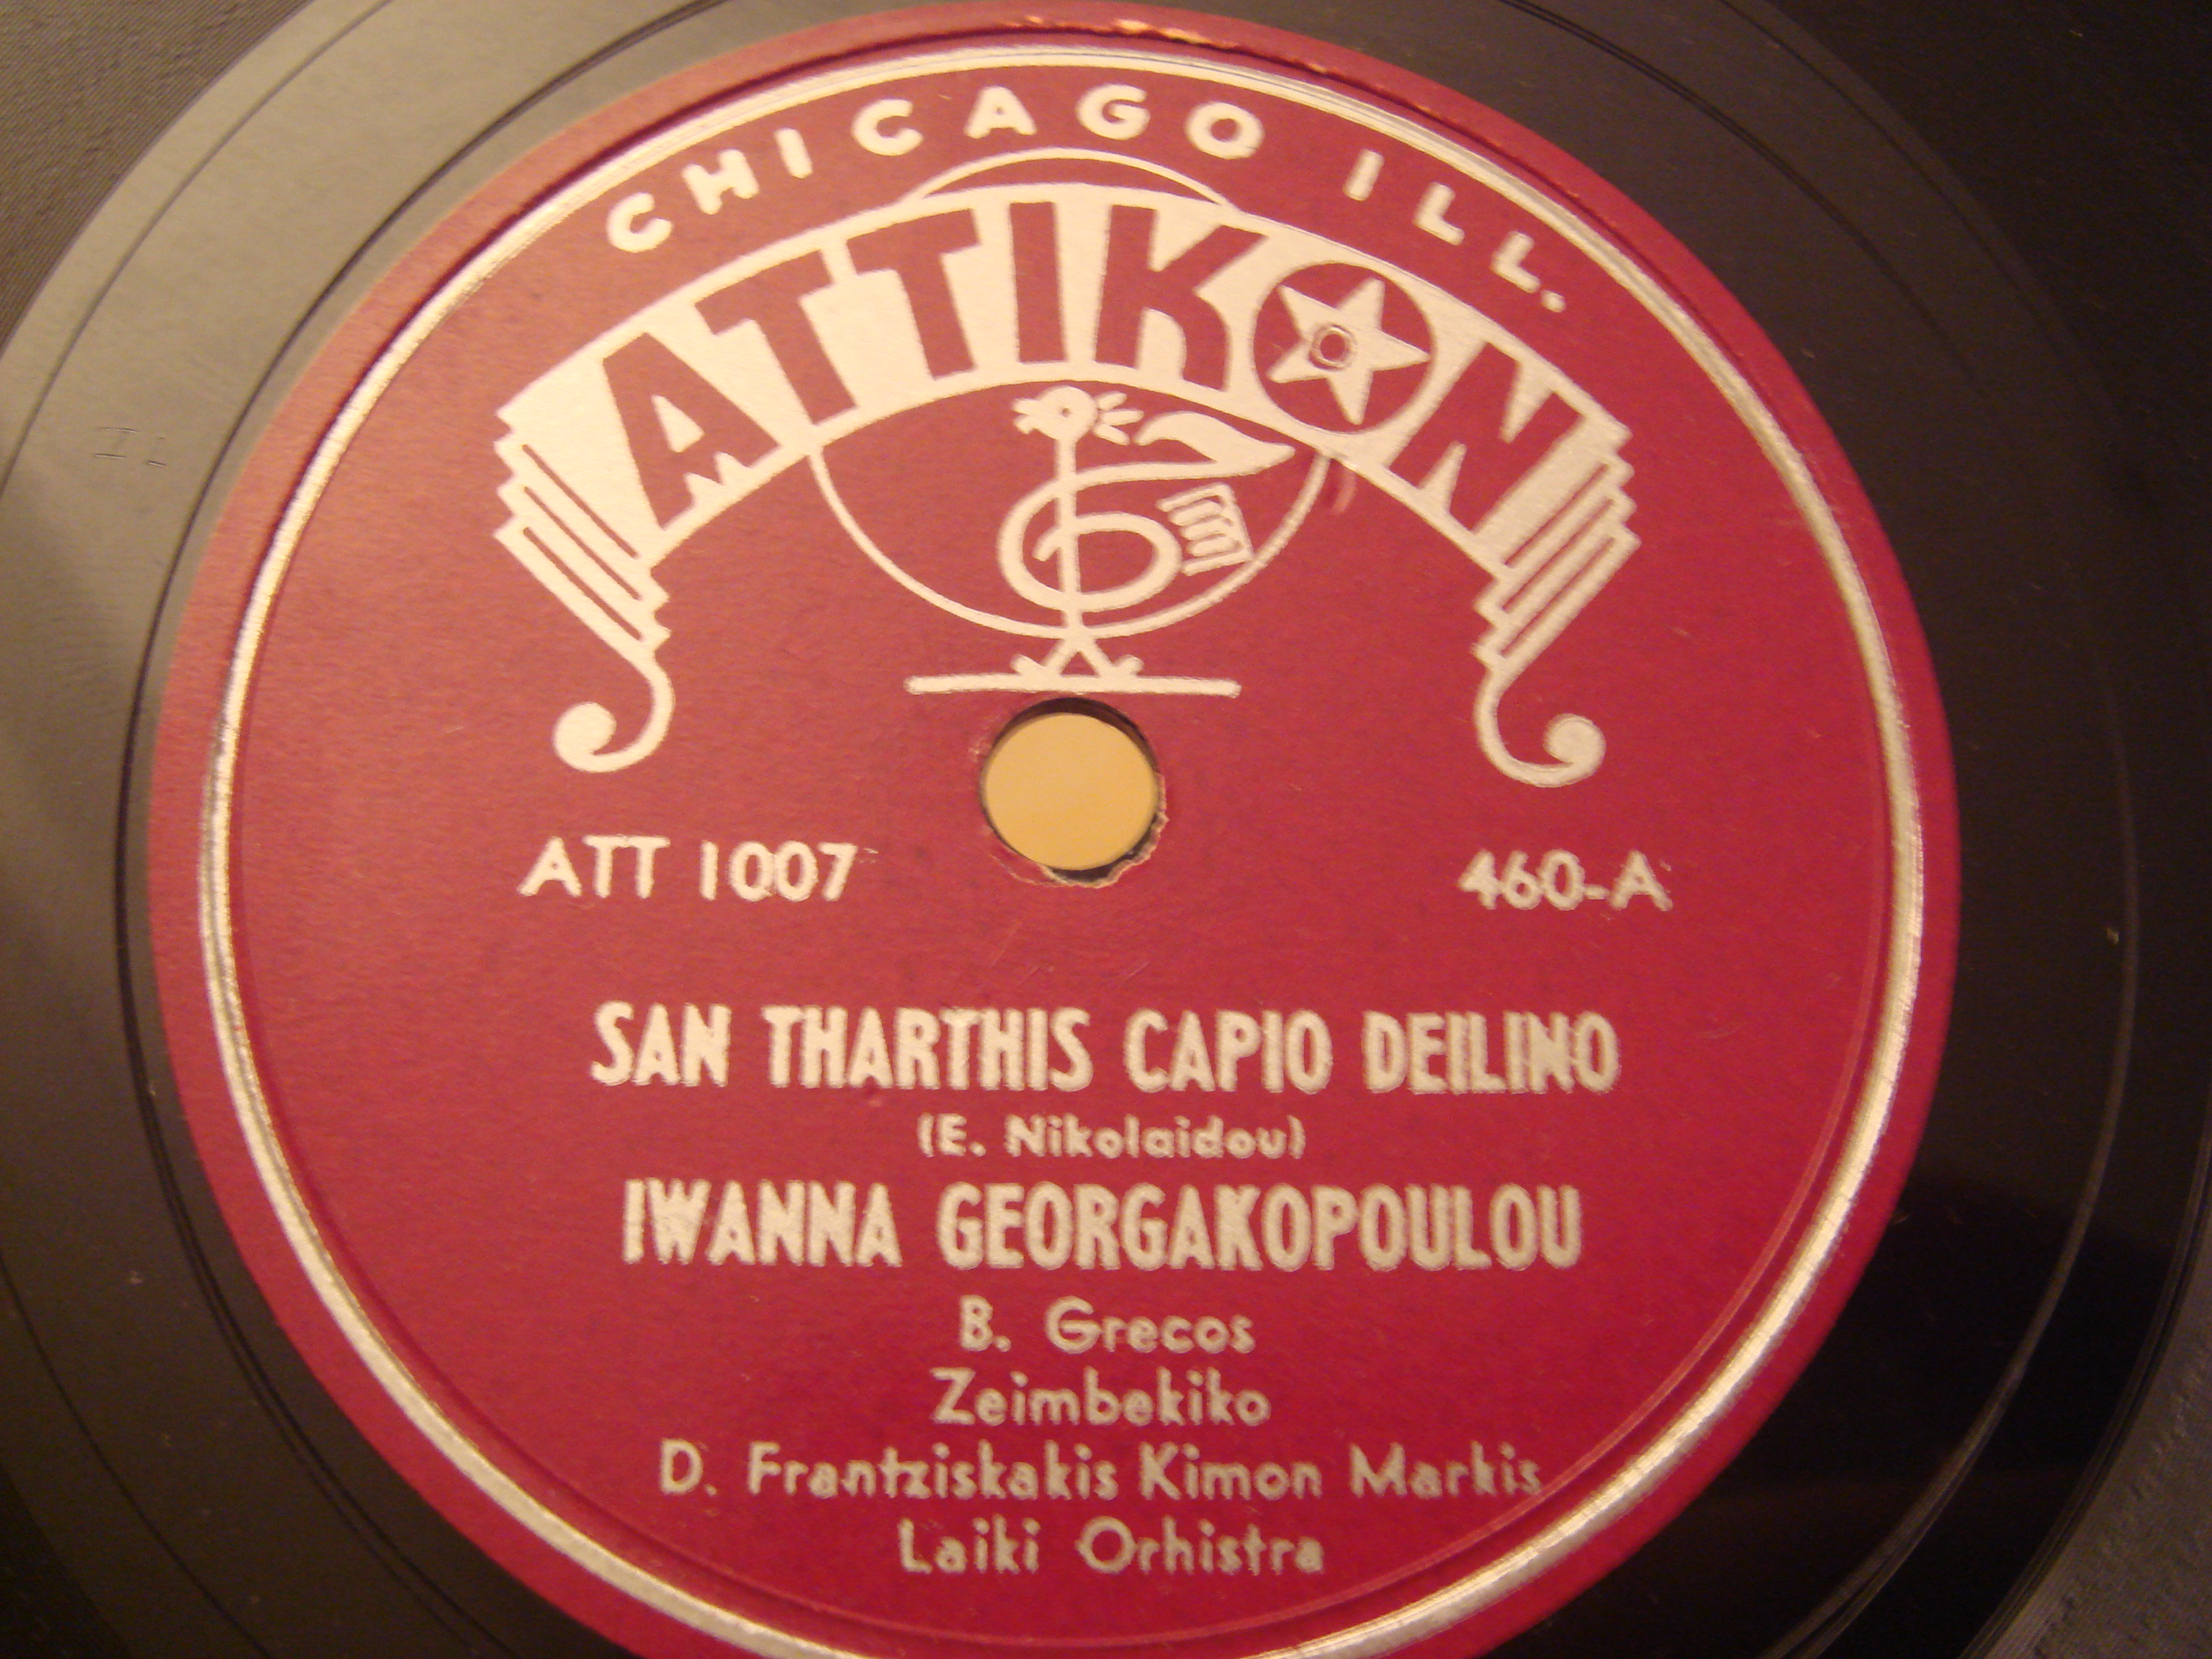 CHICAGO ILL.
ATTIKON
ATT 1007 460-A
SAN THARTHIS CAPIO DEILINO
(E. Nikolaidou)
IWANNA GEORGAKOPOULOU
B. Grecos
Zeimbekiko
D. Frantziskakis Kimon Markis
Laiki Orhistra